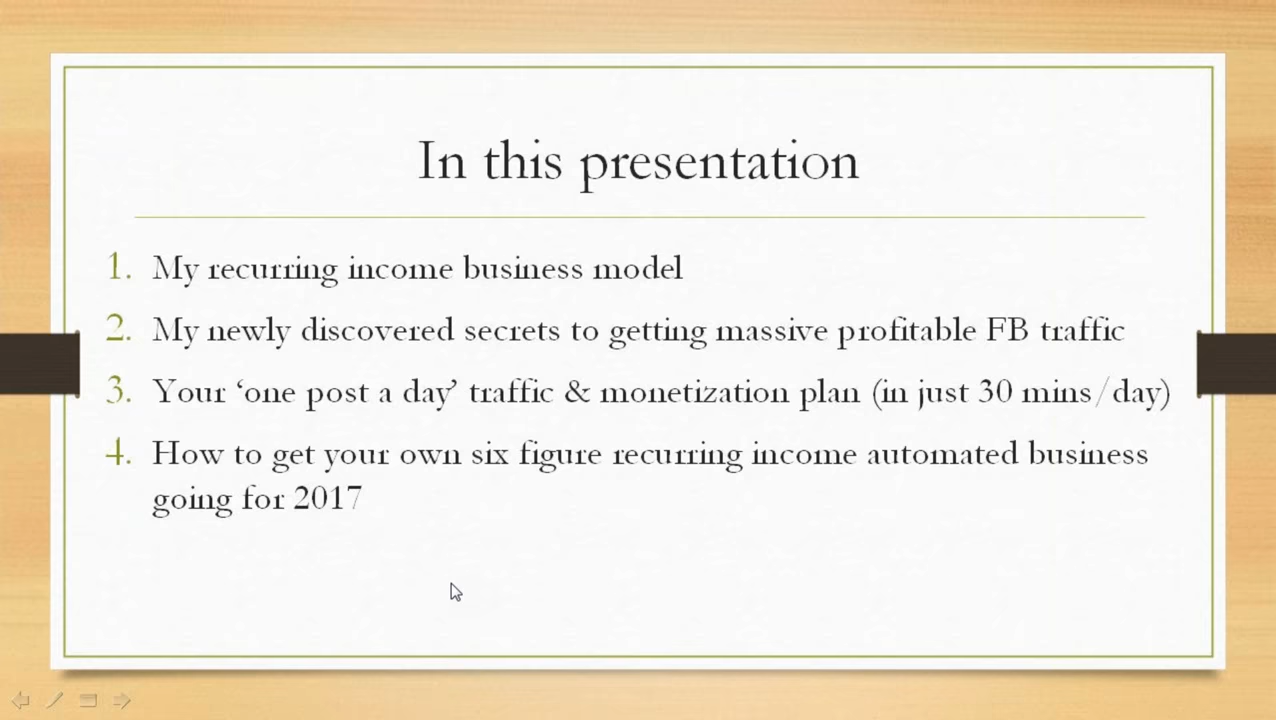 In this presentation
1. My recurring income business model
2. My newly discovered secrets to getting massive profitable FB traffic
3. Your ‘one post a day’ traffic & monetization plan (in just 30 mins/day)
4. How to get your own six figure recurring income automated business
going for 2017